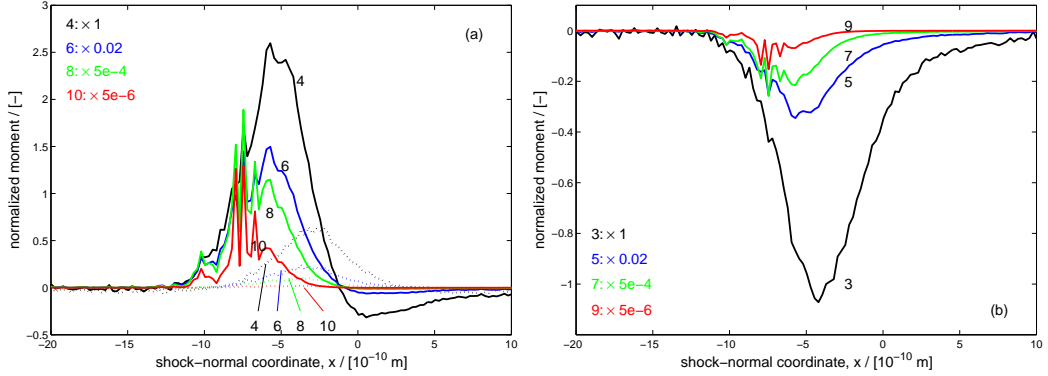 3
2.5
2
1.5
1
0.5
0
−0.5
−20
−15
−10
−5
0
5
10
normalized moment / [−]
shock−normal coordinate, x / [10⁻¹⁰ m]
4: × 1
6: × 0.02
8: × 5e−4
10: × 5e−6
(a)
4
6
8
10
4
6
8
10
0
−0.2
−0.4
−0.6
−0.8
−1
−20
−15
−10
−5
0
5
10
normalized moment / [−]
shock−normal coordinate, x / [10⁻¹⁰ m]
9
7
5
3
3: × 1
5: × 0.02
7: × 5e−4
9: × 5e−6
(b)